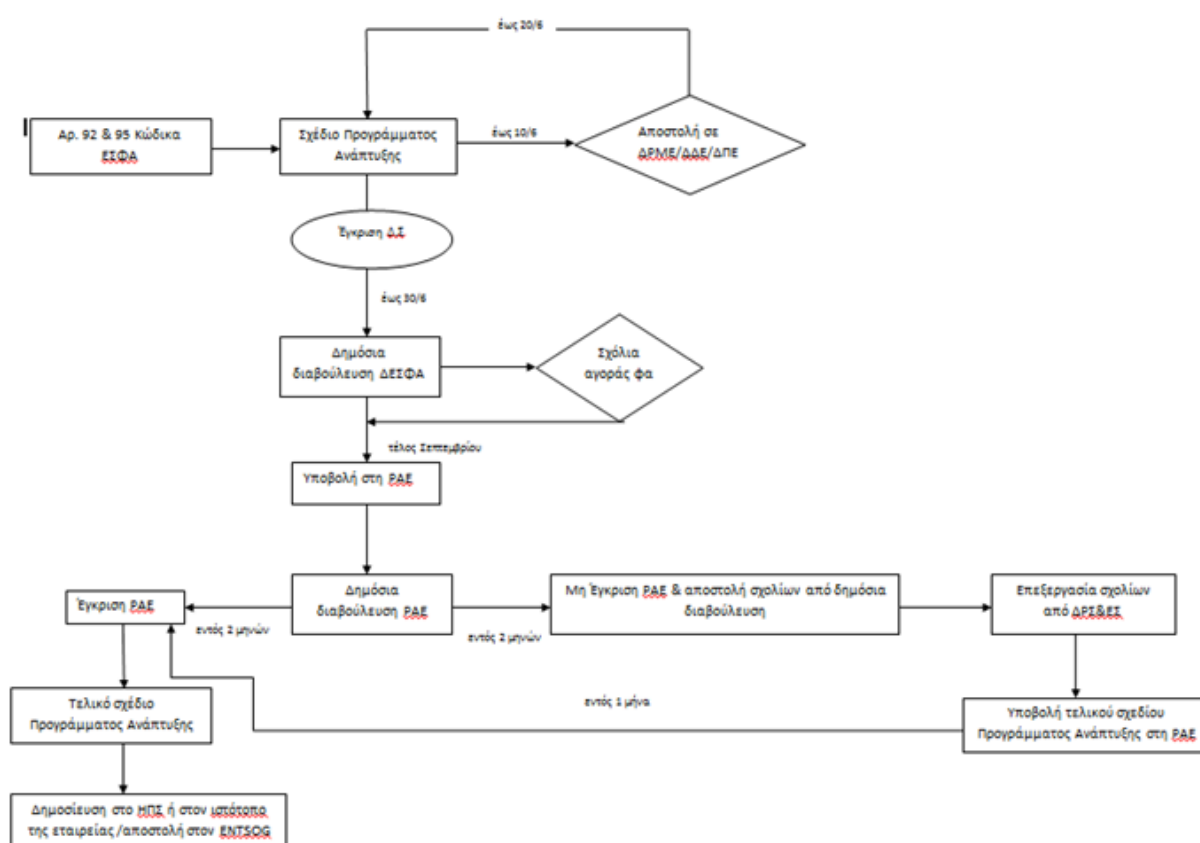 έως 20/6
Αρ. 92 & 95 Κώδικα
ΕΣΦΑ
Σχέδιο Προγράμματος
Ανάπτυξης
έως 10/6
Αποστολή σε
ΔΡΜΕ/ΔΔΕ/ΔΠΕ
Έγκριση Δ.Σ
έως 30/6
Δημόσια
διαβούλευση ΔΕΣΦΑ
Σχόλια
αγοράς φα
τέλος Σεπτεμβρίου
Υποβολή στη ΡΑΕ
Έγκριση ΡΑΕ
εντός 2 μηνών
Δημόσια
διαβούλευση ΡΑΕ
εντός 2 μηνών
Μη Έγκριση ΡΑΕ & αποστολή σχολίων από δημόσια
διαβούλευση
Επεξεργασία σχολίων
από ΔΡΣ&ΕΣ
Τελικό σχέδιο
Προγράμματος Ανάπτυξης
εντός 1 μήνα
Υποβολή τελικού σχεδίου
Προγράμματος Ανάπτυξης στη ΡΑΕ
Δημοσίευση στο ΗΠΣ ή στον ιστότοπο
της εταιρείας /αποστολή στον ENTSOG